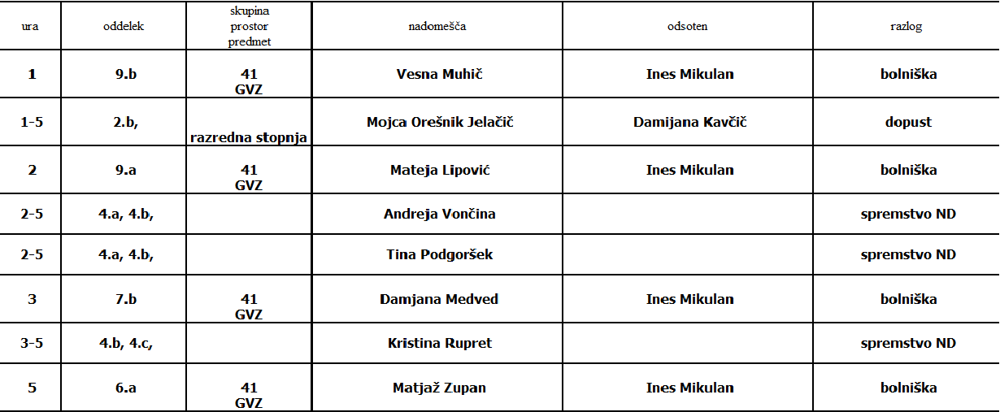 ura oddelek skupina prostor predmet nadomešča odsoten razlog
1 9.b 41 GVZ Vesna Muhič Ines Mikulan bolniška
1-5 2.b, razredna stopnja Mojca Orešnik Jelačič Damijana Kavčič dopust
2 9.a 41 GVZ Mateja Lipović Ines Mikulan bolniška
2-5 4.a, 4.b, Andreja Vončina spremstvo ND
2-5 4.a, 4.b, Tina Podgoršek spremstvo ND
3 7.b 41 GVZ Damjana Medved Ines Mikulan bolniška
3-5 4.b, 4.c, Kristina Rupret spremstvo ND
5 6.a 41 GVZ Matjaž Zupan Ines Mikulan bolniška